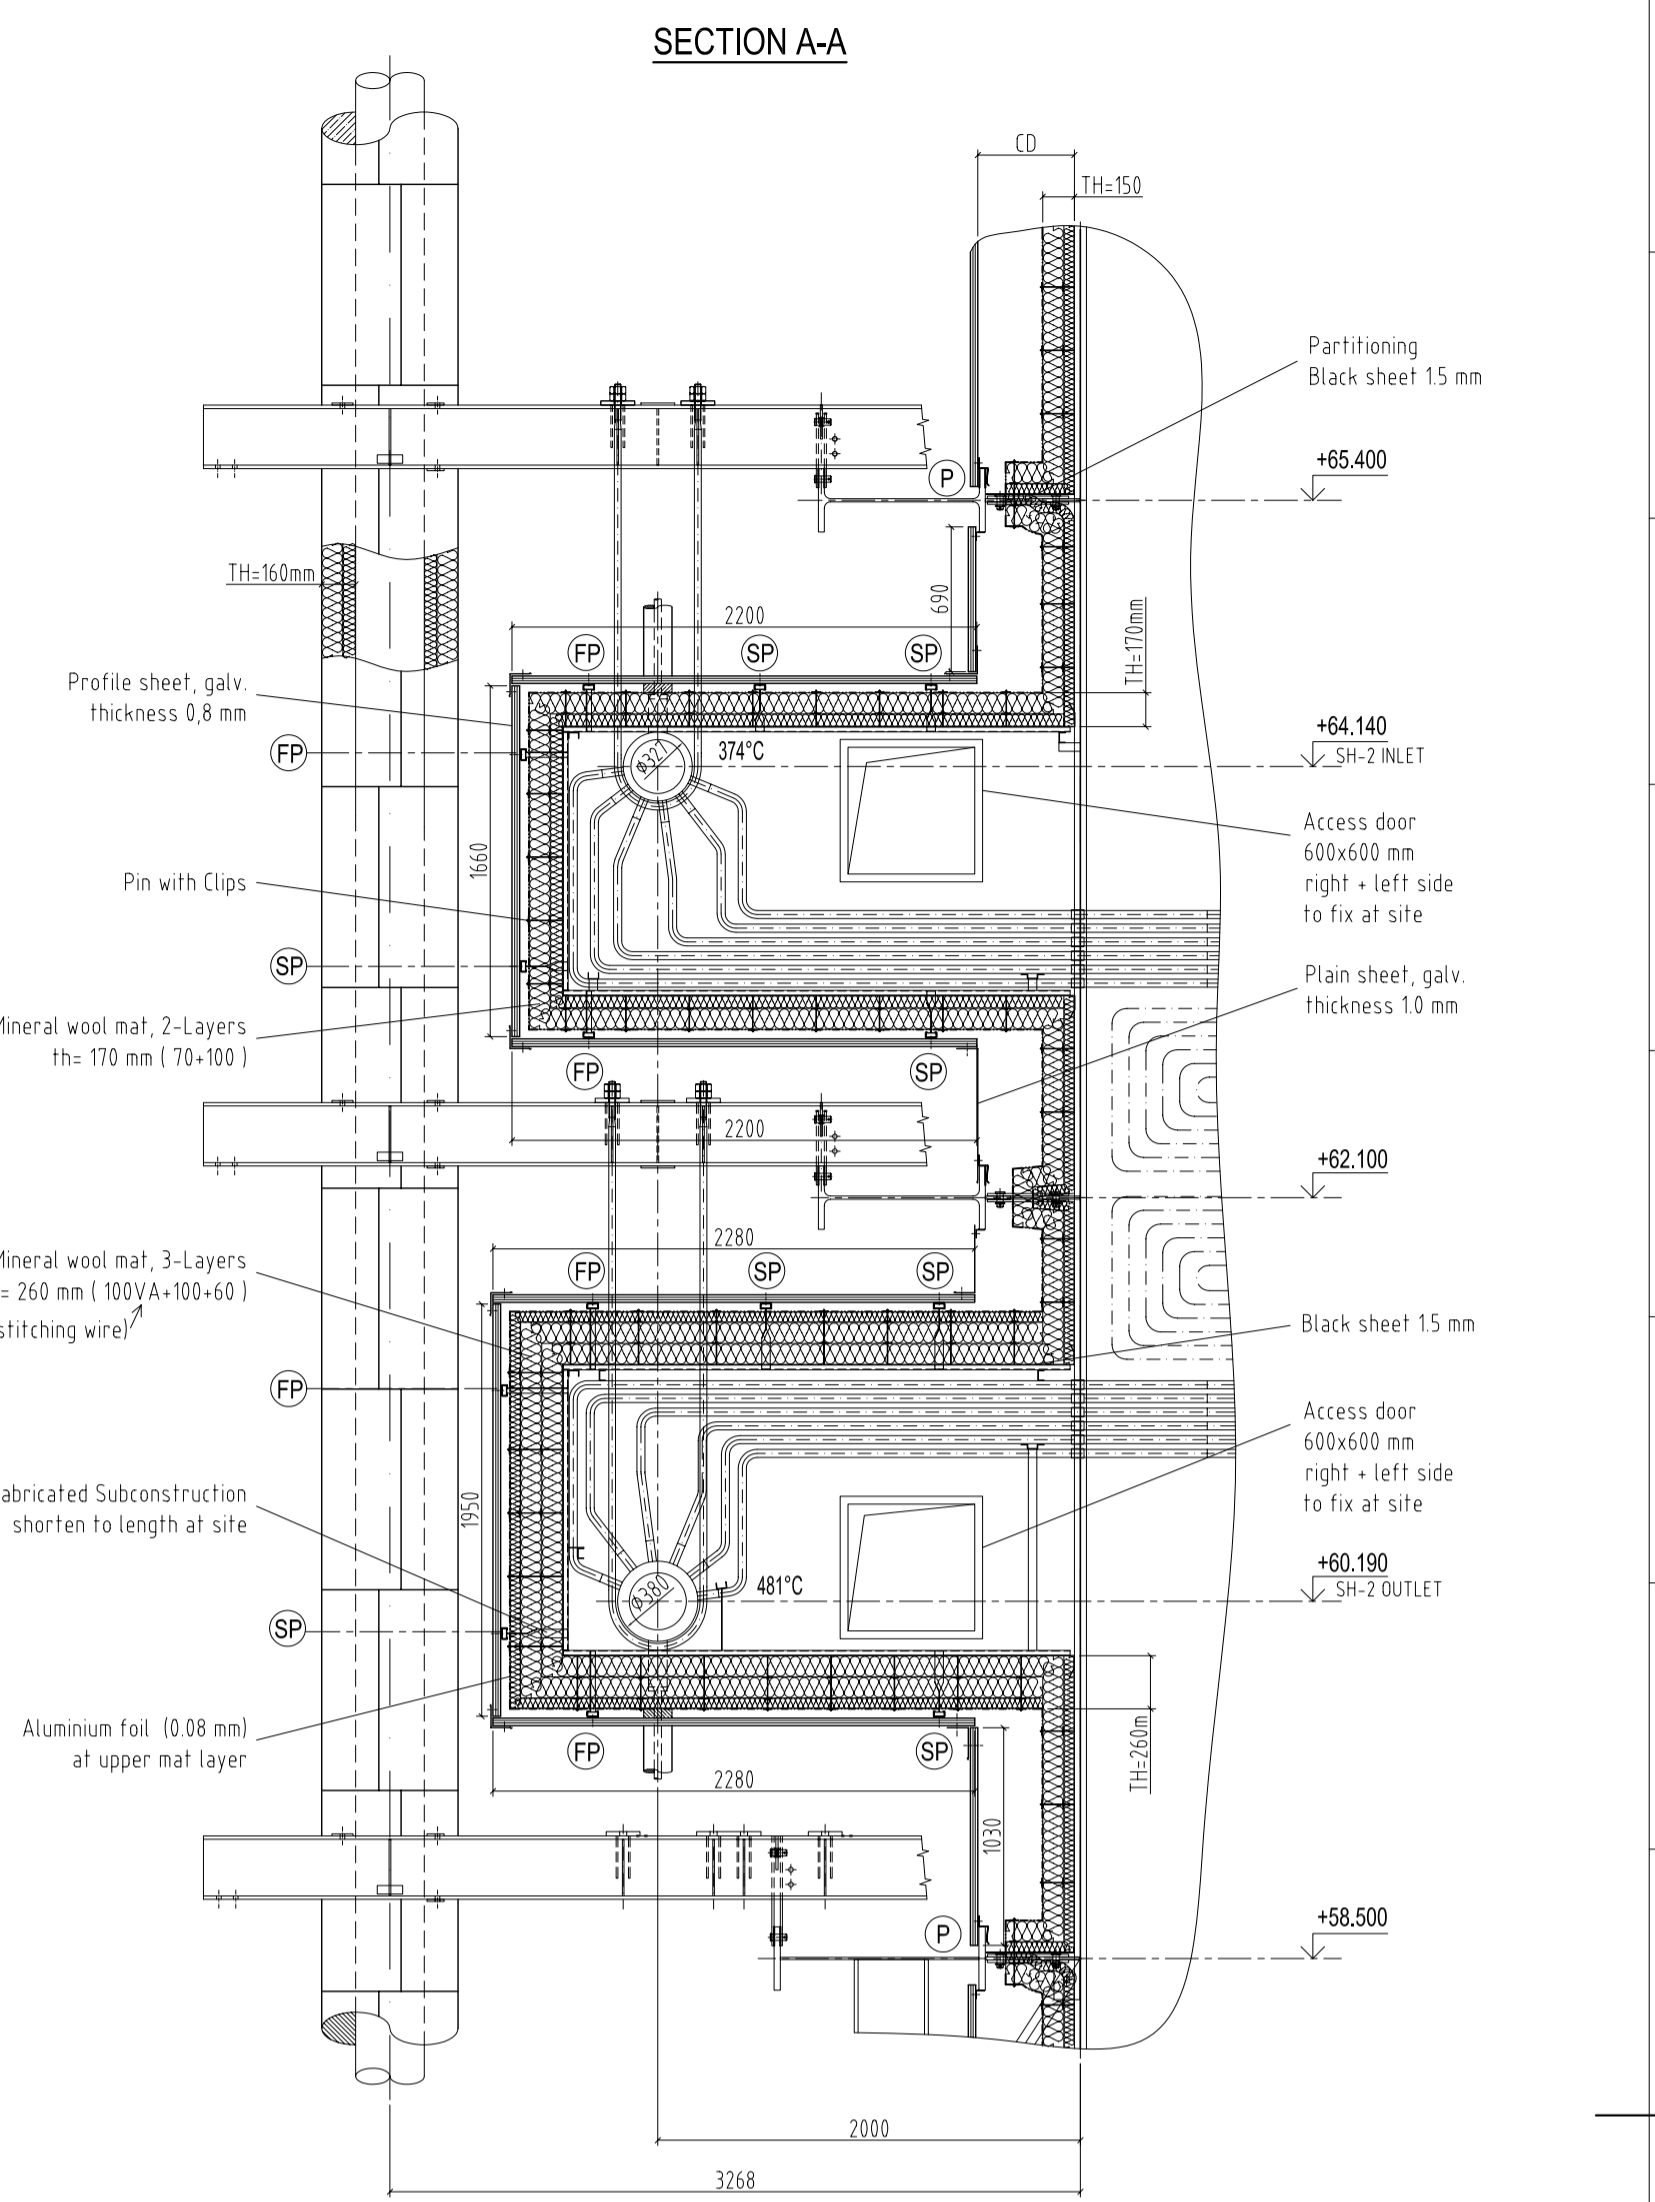 SECTION A-A
CD
TH=150
Partitioning
Black sheet 1.5 mm
+65.400
P
TH=160mm
690
2200
TH=170mm
FP
SP
SP
Profile sheet, galv.
thickness 0,8 mm
+64.140
SH-2 INLET
FP
Ø327
374°C
Access door
600x600 mm
right + left side
to fix at site
1660
Pin with Clips
SP
Plain sheet, galv.
thickness 1.0 mm
Mineral wool mat, 2-Layers
th= 170 mm ( 70+100 )
FP
SP
2200
+62.100
2280
Mineral wool mat, 3-Layers
= 260 mm ( 100VA+100+60 )
stitching wire)
FP
SP
SP
Black sheet 1.5 mm
FP
Access door
600x600 mm
right + left side
to fix at site
1950
abricated Subconstruction
shorten to length at site
+60.190
SH-2 OUTLET
Ø380
481°C
SP
Aluminium foil (0.08 mm)
at upper mat layer
FP
SP
TH=260m
2280
1030
P
+58.500
2000
3268